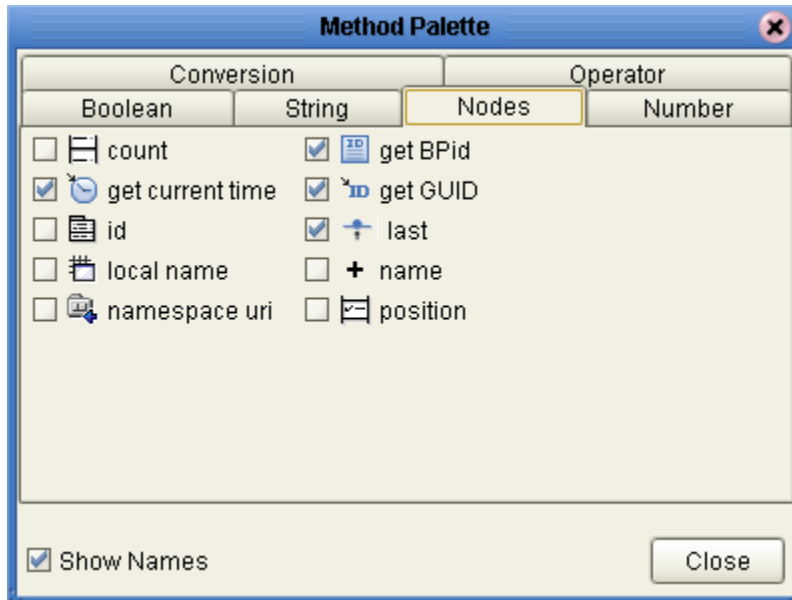 Method Palette
Conversion Operator
Boolean String Nodes Number
count get BPid
get current time get GUID
id last
local name name
namespace uri position
Show Names Close